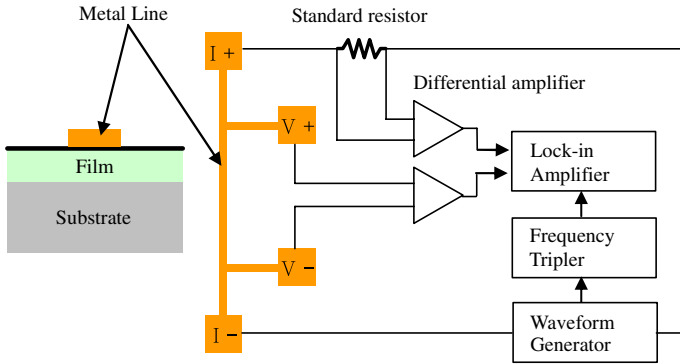 Metal Line
Standard resistor
I +
Differential amplifier
V +
Film
Lock-in
Amplifier
Substrate
Frequency
Tripler
V −
I −
Waveform
Generator